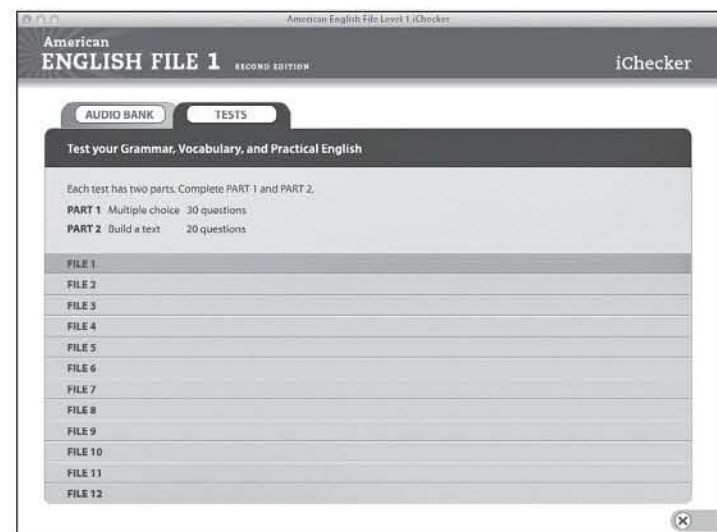 American English File Level 1 iChecker
American
ENGLISH FILE 1 SECOND EDITION
iChecker
AUDIO BANK TESTS
Test your Grammar, Vocabulary, and Practical English
Each test has two parts. Complete PART 1 and PART 2.
PART 1 Multiple choice 30 questions
PART 2 Build a text 20 questions
FILE 1
FILE 2
FILE 3
FILE 4
FILE 5
FILE 6
FILE 7
FILE 8
FILE 9
FILE 10
FILE 11
FILE 12